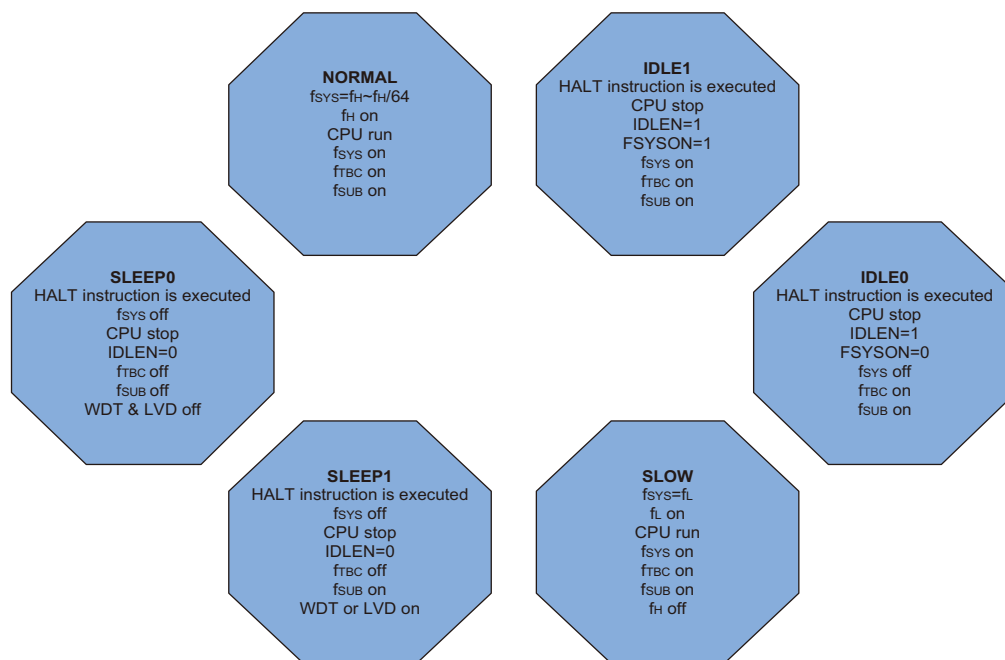 NORMAL
fSYS=fH~fH/64
fH on
CPU run
fSYS on
fTBC on
fSUB on
IDLE1
HALT instruction is executed
CPU stop
IDLEN=1
FSYSON=1
fSYS on
fTBC on
fSUB on
SLEEP0
HALT instruction is executed
fSYS off
CPU stop
IDLEN=0
fTBC off
fSUB off
WDT & LVD off
IDLE0
HALT instruction is executed
CPU stop
IDLEN=1
FSYSON=0
fSYS off
fTBC on
fSUB on
SLEEP1
HALT instruction is executed
fSYS off
CPU stop
IDLEN=0
fTBC off
fSUB on
WDT or LVD on
SLOW
fSYS=fL
fL on
CPU run
fSYS on
fTBC on
fSUB on
fH off